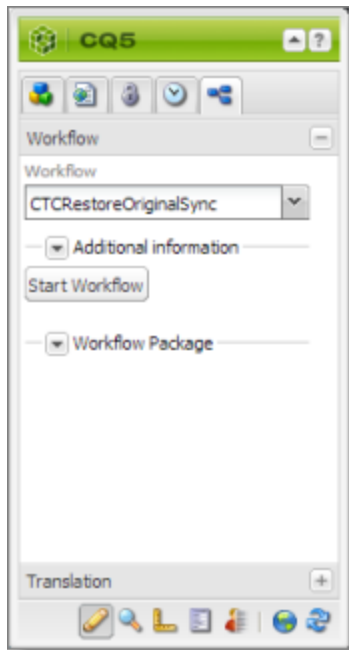 CQ5
?
Workflow
Workflow
CTCRestoreOriginalSync
Additional information
Start Workflow
Workflow Package
Translation